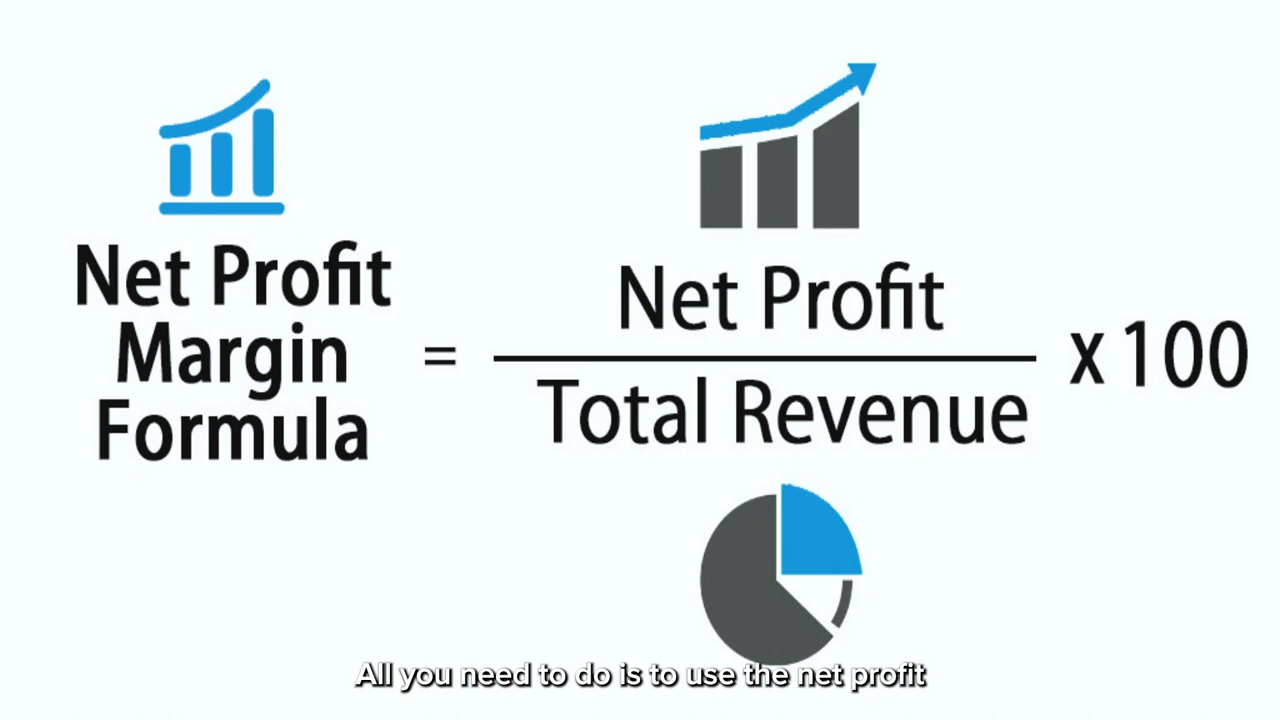 Net Profit
Margin
Formula
=
Net Profit
Total Revenue
x 100
All you need to do is to use the net profit